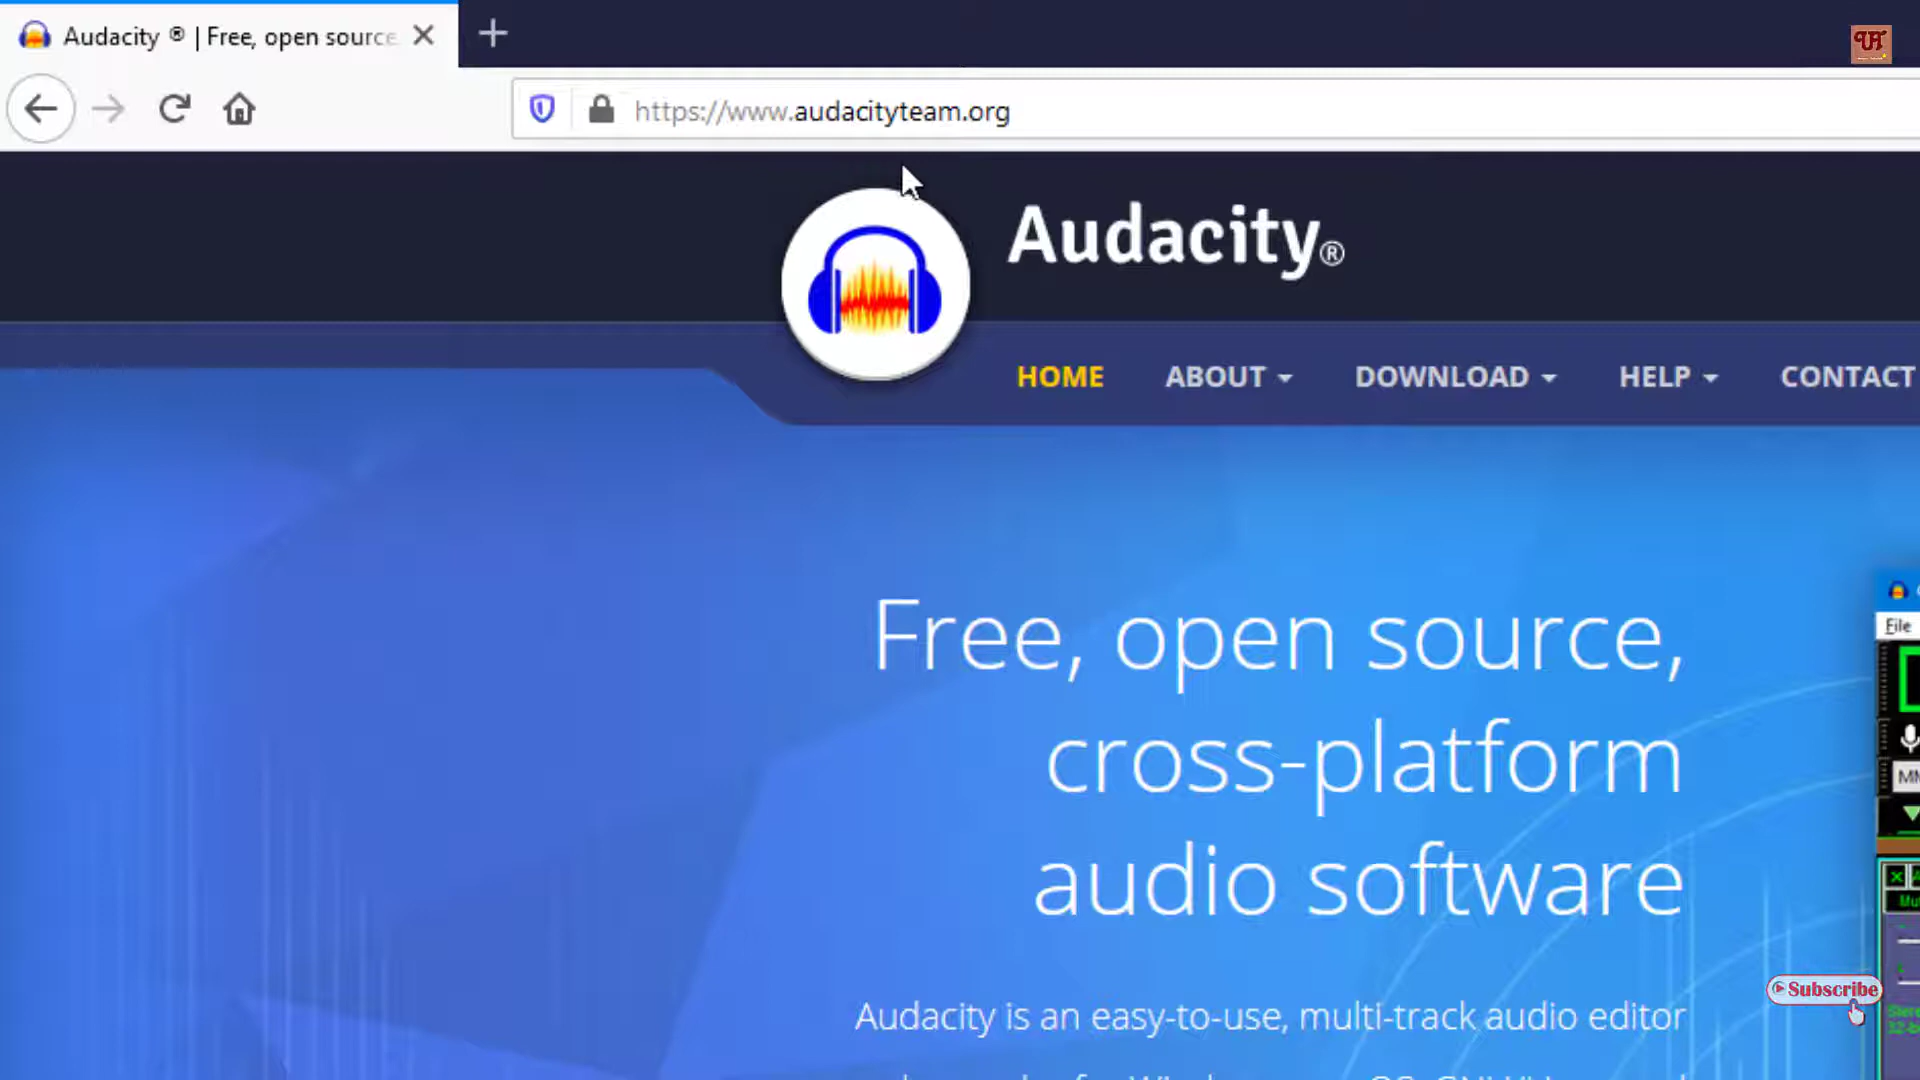 Audacity ® | Free, open source
https://www.audacityteam.org
Audacity®
HOME ABOUT DOWNLOAD HELP CONTACT
Free, open source,
cross-platform
audio software
File
Audacity is an easy-to-use, multi-track audio editor
Subscribe